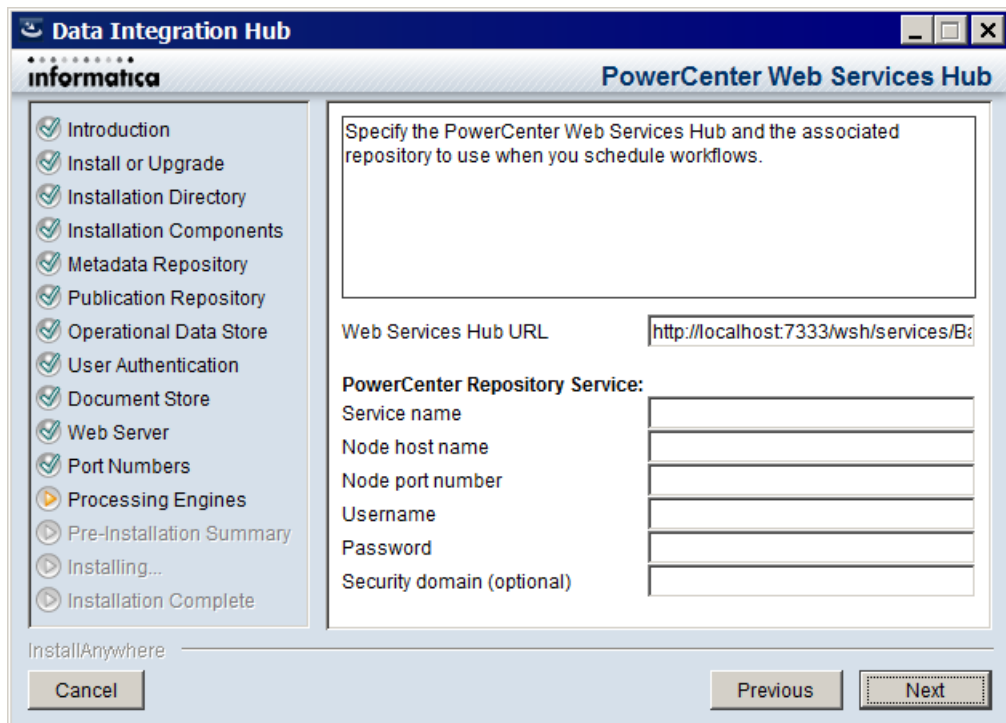 Data Integration Hub
informatica
PowerCenter Web Services Hub
Introduction
Install or Upgrade
Installation Directory
Installation Components
Metadata Repository
Publication Repository
Operational Data Store
User Authentication
Document Store
Web Server
Port Numbers
Processing Engines
Pre-Installation Summary
Installing...
Installation Complete
Specify the PowerCenter Web Services Hub and the associated
repository to use when you schedule workflows.
Web Services Hub URL http://localhost:7333/wsh/services/Ba
PowerCenter Repository Service:
Service name
Node host name
Node port number
Username
Password
Security domain (optional)
InstallAnywhere
Cancel
Previous
Next